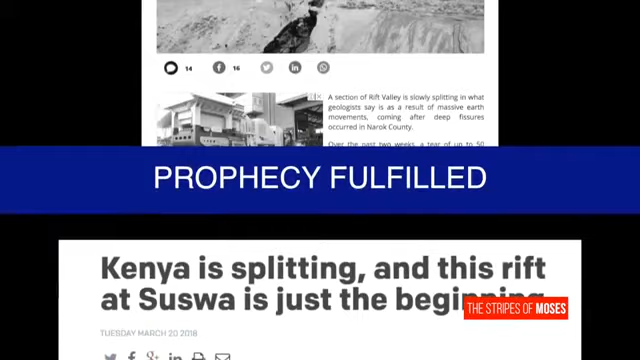 14
16
A section of Rift Valley is slowly splitting in what
geologists say is as a result of massive earth
movements, coming after deep fissures
occurred in Narok County.
Over the past two weeks, a tear of up to 50
PROPHECY FULFILLED
Kenya is splitting, and this rift
at Suswa is just the beginning
THE STRIPES OF MOSES
TUESDAY MARCH 20 2018